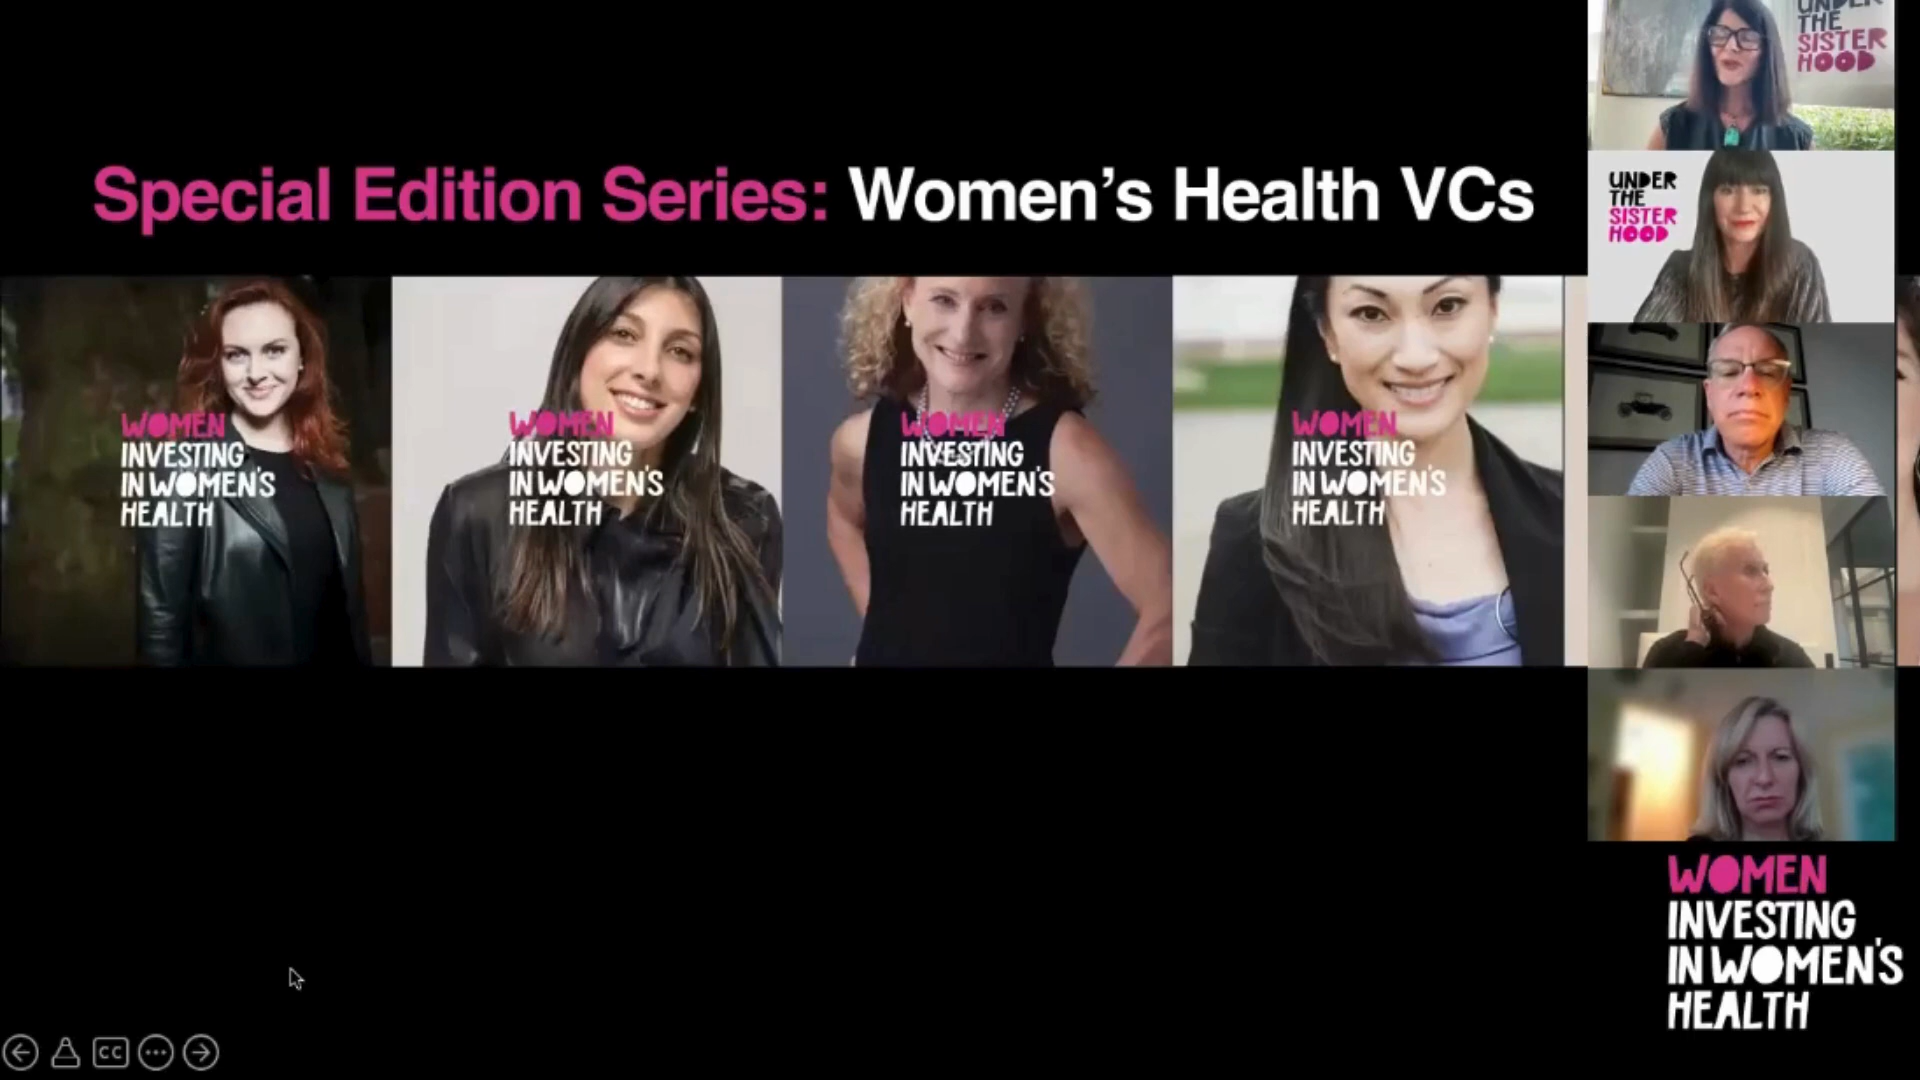 Special Edition Series: Women's Health VCs
WOMEN
INVESTING
IN WOMEN'S
HEALTH
WOMEN
INVESTING
IN WOMEN'S
HEALTH
WOMEN
INVESTING
IN WOMEN'S
HEALTH
WOMEN
INVESTING
IN WOMEN'S
HEALTH
UNDER
THE
SISTER
HOOD
UNDER
THE
SISTER
HOOD
WOMEN
INVESTING
IN WOMEN'S
HEALTH
CC